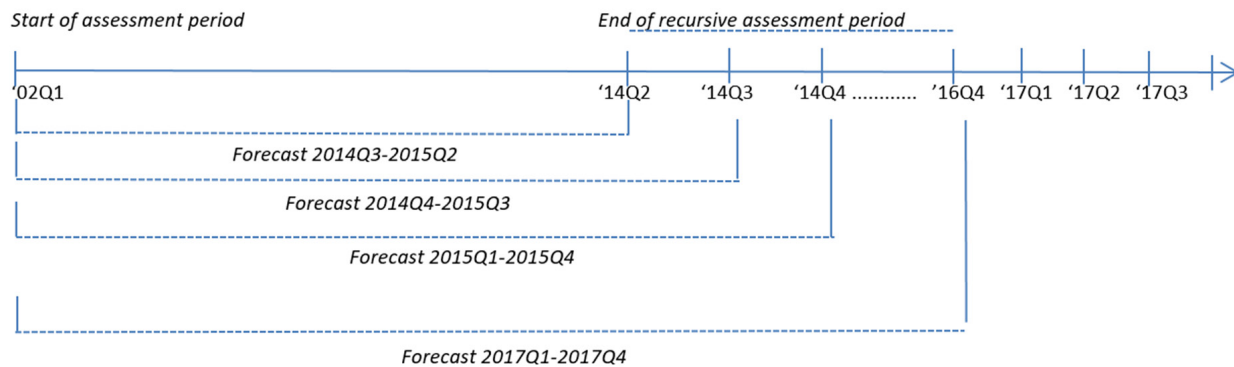 Start of assessment period End of recursive assessment period
‘02Q1 ‘14Q2 ‘14Q3 ‘14Q4 ............ ’16Q4 ‘17Q1 ‘17Q2 ‘17Q3
Forecast 2014Q3-2015Q2
Forecast 2014Q4-2015Q3
Forecast 2015Q1-2015Q4
Forecast 2017Q1-2017Q4